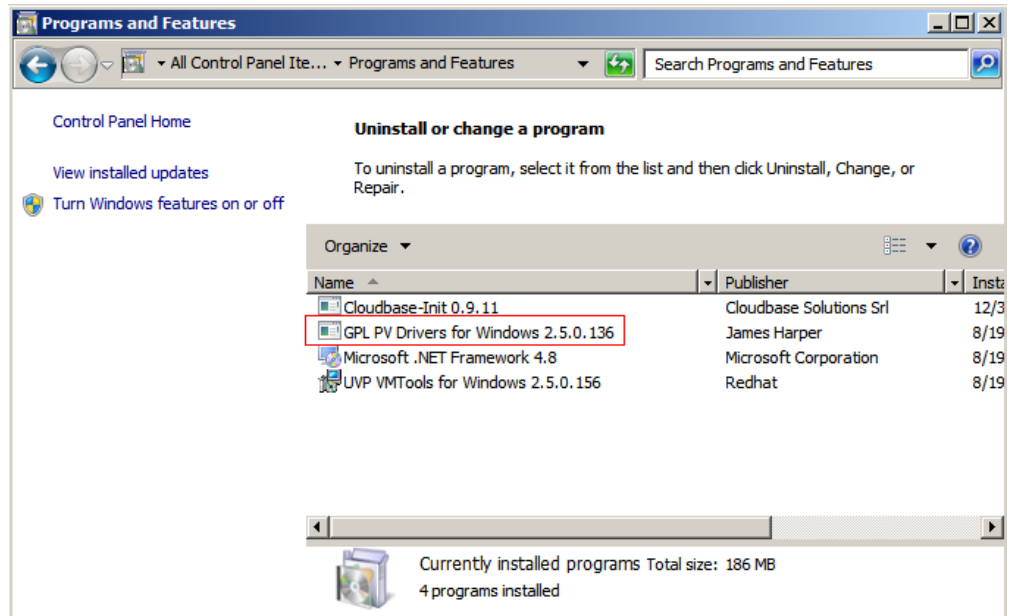 Programs and Features
All Control Panel Ite... Programs and Features
Search Programs and Features
Control Panel Home
View installed updates
Turn Windows features on or off
Uninstall or change a program
To uninstall a program, select it from the list and then click Uninstall, Change, or
Repair.
Organize
Name Publisher Insta
Cloudbase-Init 0.9.11 Cloudbase Solutions Srl 12/3
GPL PV Drivers for Windows 2.5.0.136 James Harper 8/19
Microsoft .NET Framework 4.8 Microsoft Corporation 8/19
UVP VMTools for Windows 2.5.0.156 Redhat 8/19
Currently installed programs Total size: 186 MB
4 programs installed